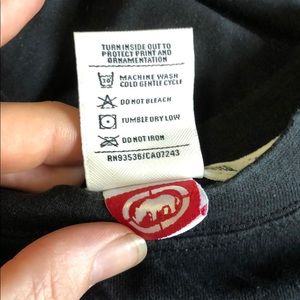 TURN INSIDE OUT TO
PROTECT PRINT AND
ORNAMENTATION
MACHINE WASH
COLD GENTLE CYCLE
DO NOT BLEACH
TUMBLE DRY LOW
DO NOT IRON
RN93536/CA07243